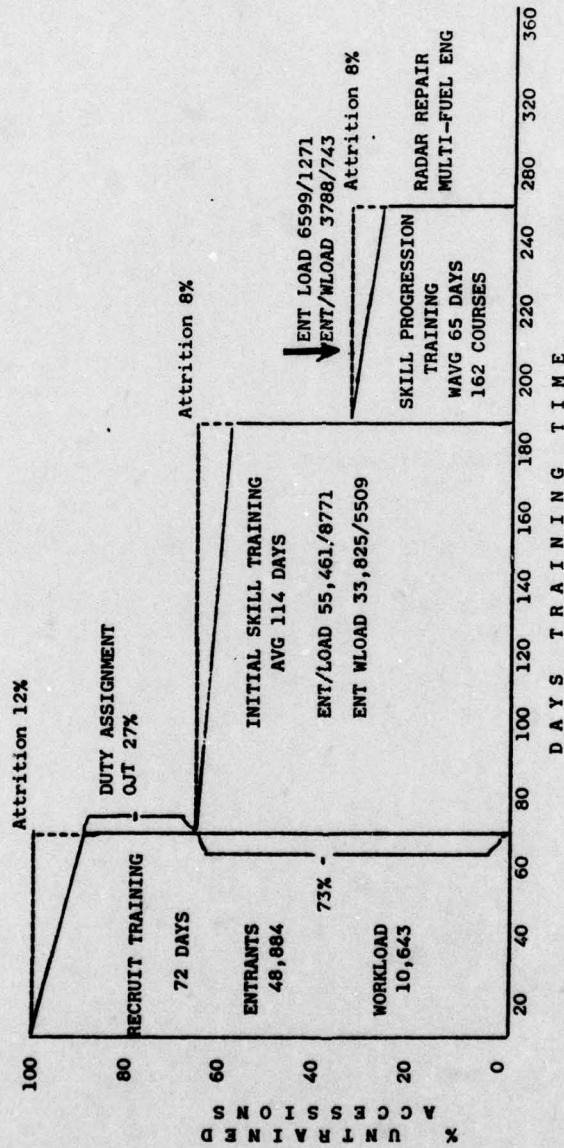 Attrition 12%
DUTY ASSIGNMENT
OJT 27%
RECRUIT TRAINING
72 DAYS
ENTRANTS
48,884
73%
WORKLOAD
10,643
Attrition 8%
INITIAL SKILL TRAINING
AVG 114 DAYS
ENT/LOAD 55,461/8771
ENT WLOAD 33,825/5509
ENT LOAD 6599/1271
ENT/WLOAD 3788/743
Attrition 8%
SKILL PROGRESSION
TRAINING
WAVG 65 DAYS
162 COURSES
RADAR REPAIR
MULTI-FUEL ENG
100
80
60
40
20
0
% UNTRAINED
ACCESSIONS
20 40 60 70 80 100 120 140 160 180 200 220 240 260 280 320 360
DAYS TRAINING TIME